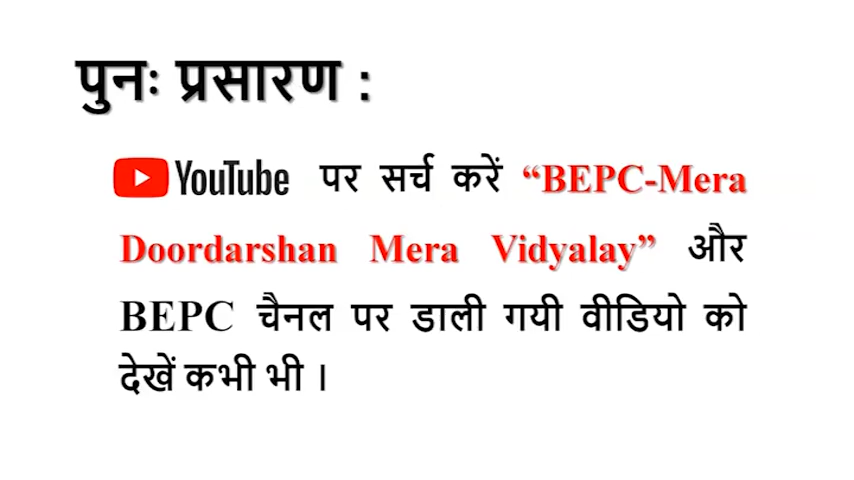 पुनः प्रसारण :
YouTube पर सर्च करें “BEPC-Mera
Doordarshan Mera Vidyalay” और
BEPC चैनल पर डाली गयी वीडियो को
देखें कभी भी ।